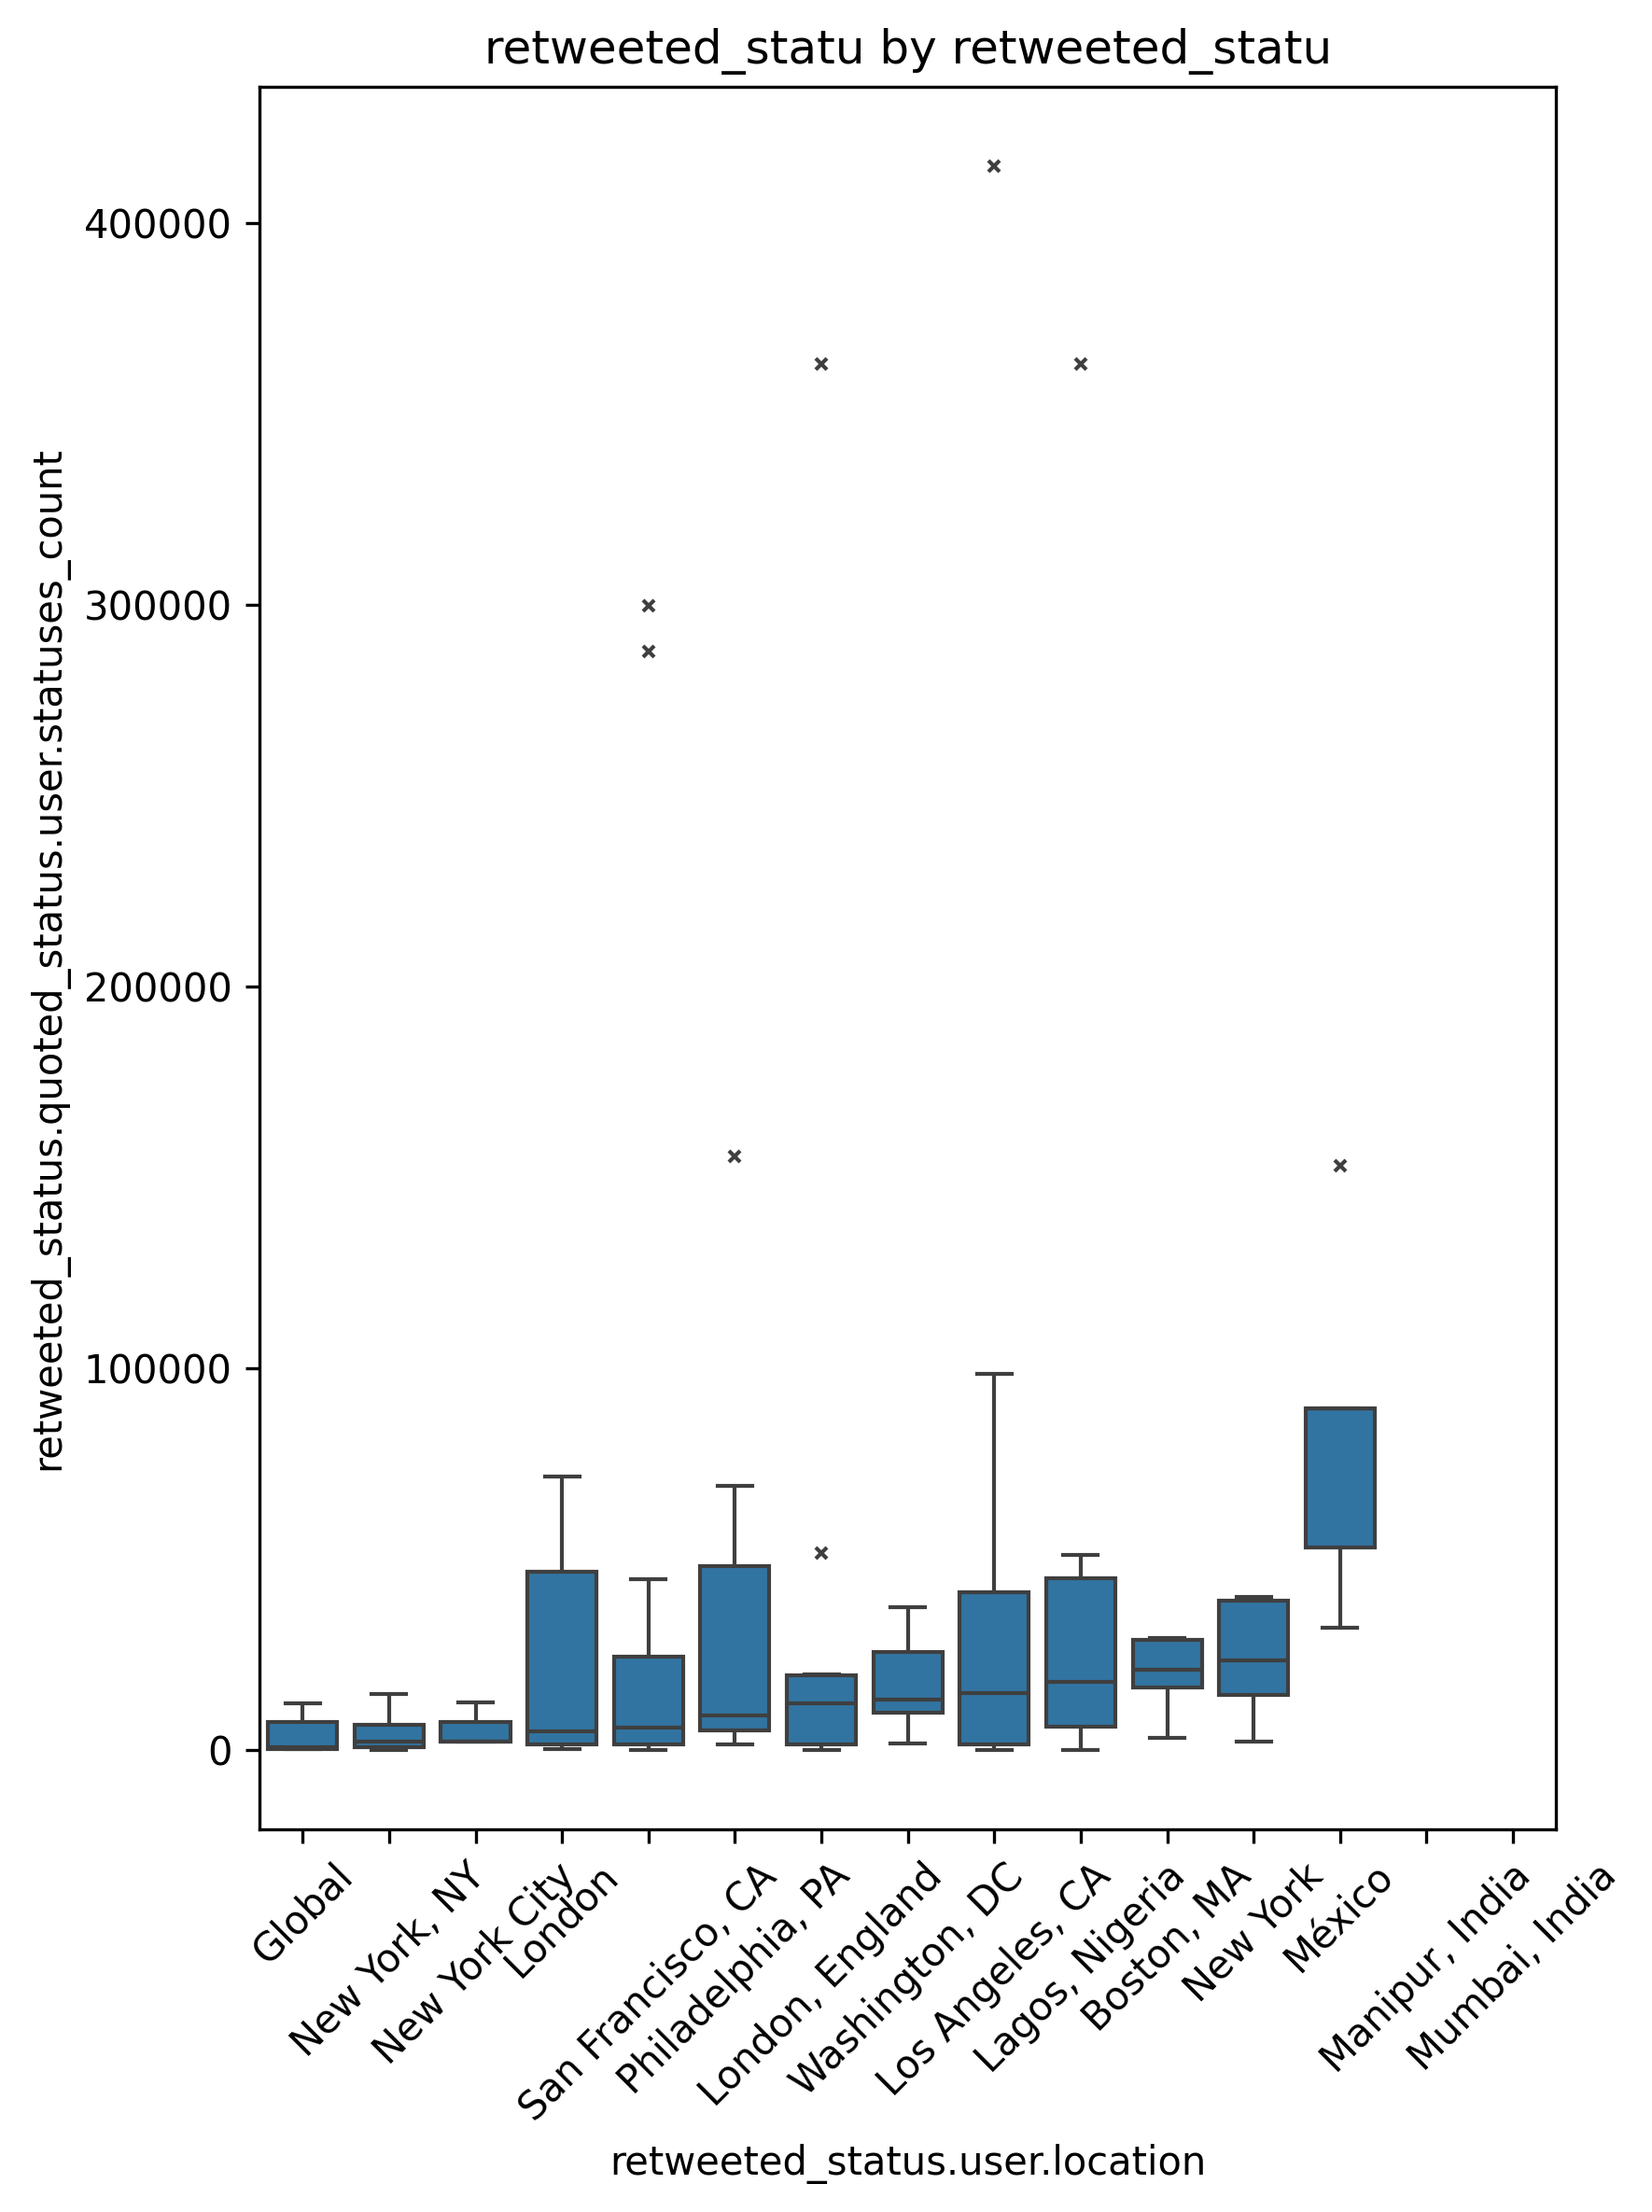 retweeted_statu by retweeted_statu
retweeted_status.quoted_status.user.statuses_count
400000
300000
200000
100000
0
Global
New York, NY
New York City
London
San Francisco, CA
Philadelphia, PA
London, England
Washington, DC
Los Angeles, CA
Lagos, Nigeria
Boston, MA
New York
México
Manipur, India
Mumbai, India
retweeted_status.user.location